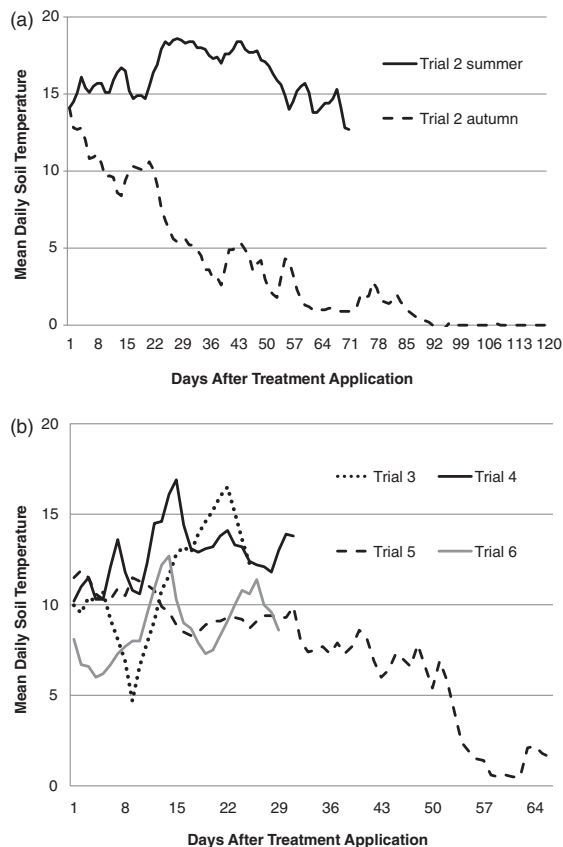 (a)
20
15
10
5
0
Mean Daily Soil Temperature
Trial 2 summer
Trial 2 autumn
1 8 15 22 29 36 43 50 57 64 71 78 85 92 99 106 113 120
Days After Treatment Application
(b)
20
15
10
5
0
Mean Daily Soil Temperature
Trial 3 Trial 4
Trial 5 Trial 6
1 8 15 22 29 36 43 50 57 64
Days After Treatment Application